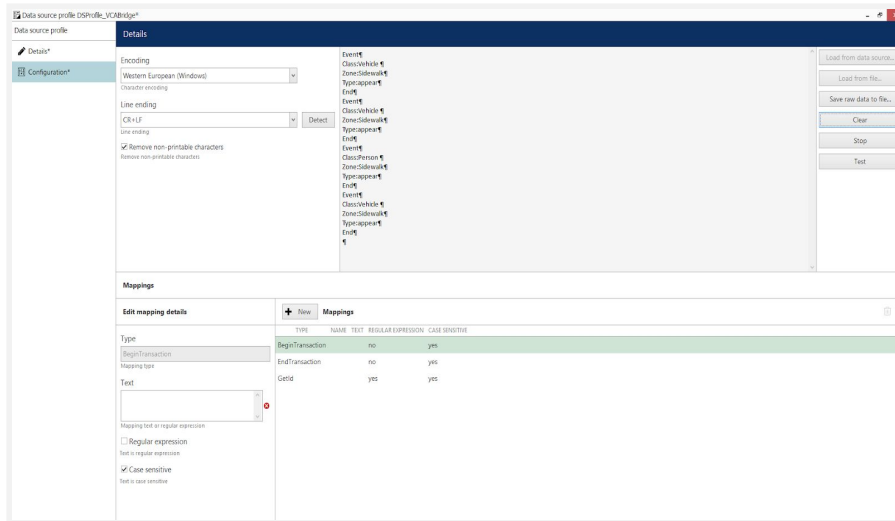 Data source profile DSProfile_VCABridge*
Data source profile
Details*
Configuration*
Details
Encoding
Western European (Windows)
Character encoding
Line ending
CR+LF
Detect
Line ending
Remove non-printable characters
Remove non-printable characters
Event¶
Class:Vehicle ¶
Zone:Sidewalk¶
Type:appear¶
End¶
Event¶
Class:Vehicle ¶
Zone:Sidewalk¶
Type:appear¶
End¶
Event¶
Class:Person ¶
Zone:Sidewalk¶
Type:appear¶
End¶
Event¶
Class:Vehicle ¶
Zone:Sidewalk¶
Type:appear¶
End¶
¶
Load from data source...
Load from file...
Save raw data to file...
Clear
Stop
Test
Mappings
Edit mapping details
Type
BeginTransaction
Mapping type
Text
Mapping text or regular expression
Regular expression
Text is regular expression
Case sensitive
Text is case sensitive
New Mappings
TYPE NAME TEXT REGULAR EXPRESSION CASE SENSITIVE
BeginTransaction no yes
EndTransaction no yes
GetId yes yes